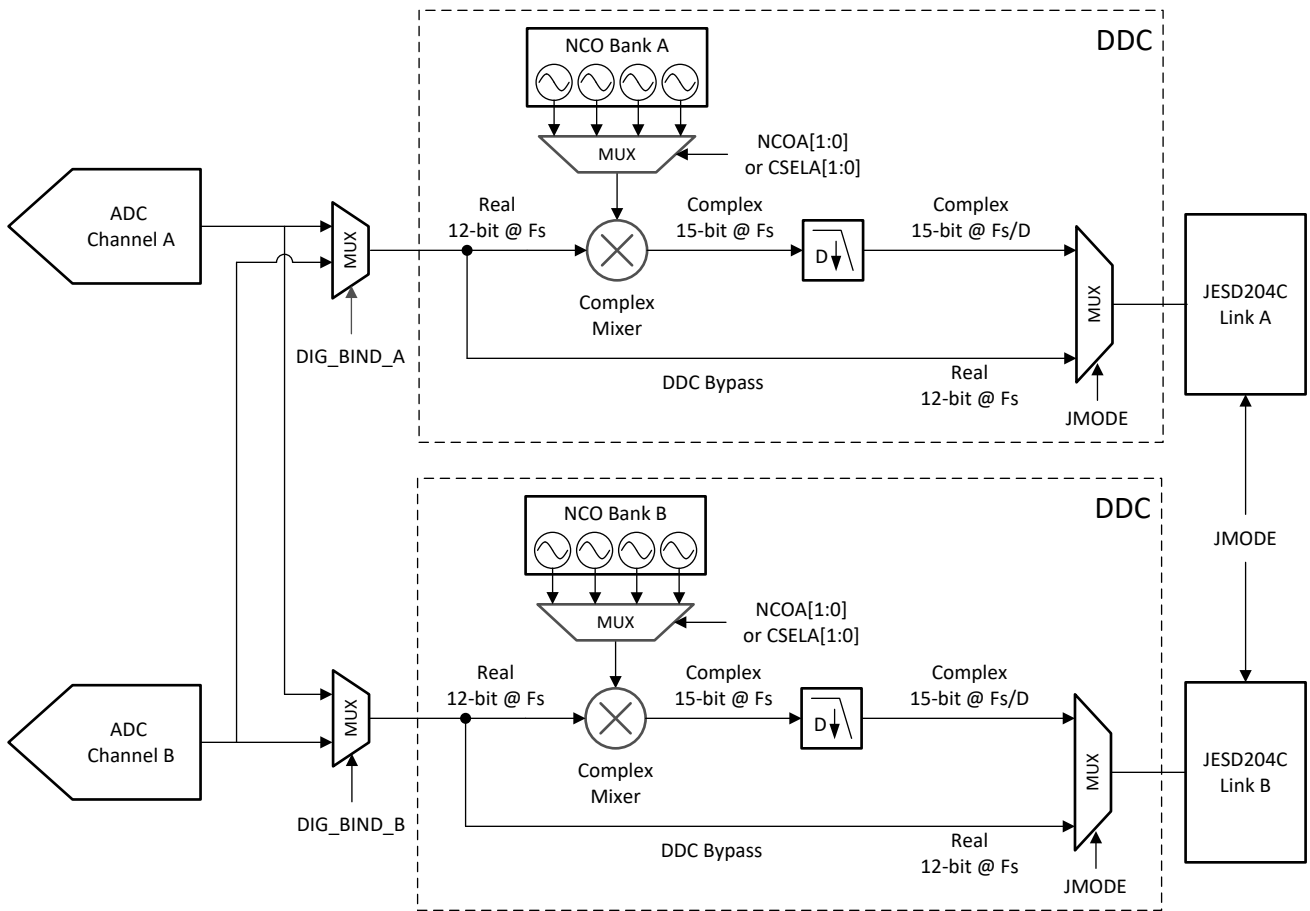 DDC
NCO Bank A
MUX
NCOA[1:0]
or CSELA[1:0]
ADC
Channel A
MUX
DIG_BIND_A
Real
12-bit @ Fs
Complex
Mixer
Complex
15-bit @ Fs
D
Complex
15-bit @ Fs/D
MUX
JESD204C
Link A
DDC Bypass
Real
12-bit @ Fs
JMODE
DDC
NCO Bank B
MUX
NCOA[1:0]
or CSELA[1:0]
JMODE
ADC
Channel B
MUX
DIG_BIND_B
Real
12-bit @ Fs
Complex
Mixer
Complex
15-bit @ Fs
D
Complex
15-bit @ Fs/D
MUX
JESD204C
Link B
DDC Bypass
Real
12-bit @ Fs
JMODE